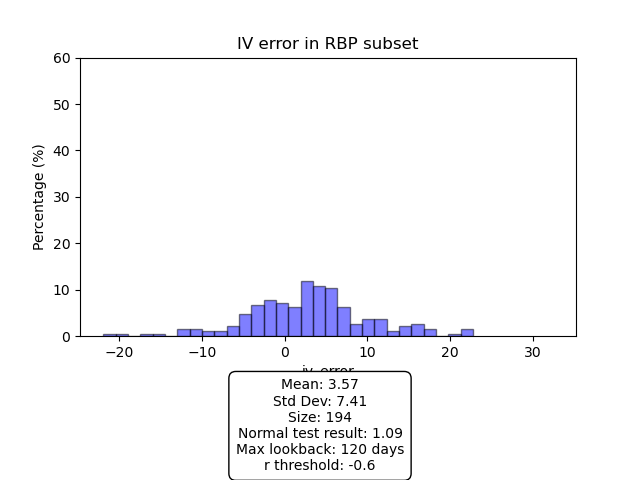 IV error in RBP subset
60
50
40
30
20
10
0
Percentage (%)
−20
−10
0
10
20
30
iv_error
Mean: 3.57
Std Dev: 7.41
Size: 194
Normal test result: 1.09
Max lookback: 120 days
r threshold: -0.6